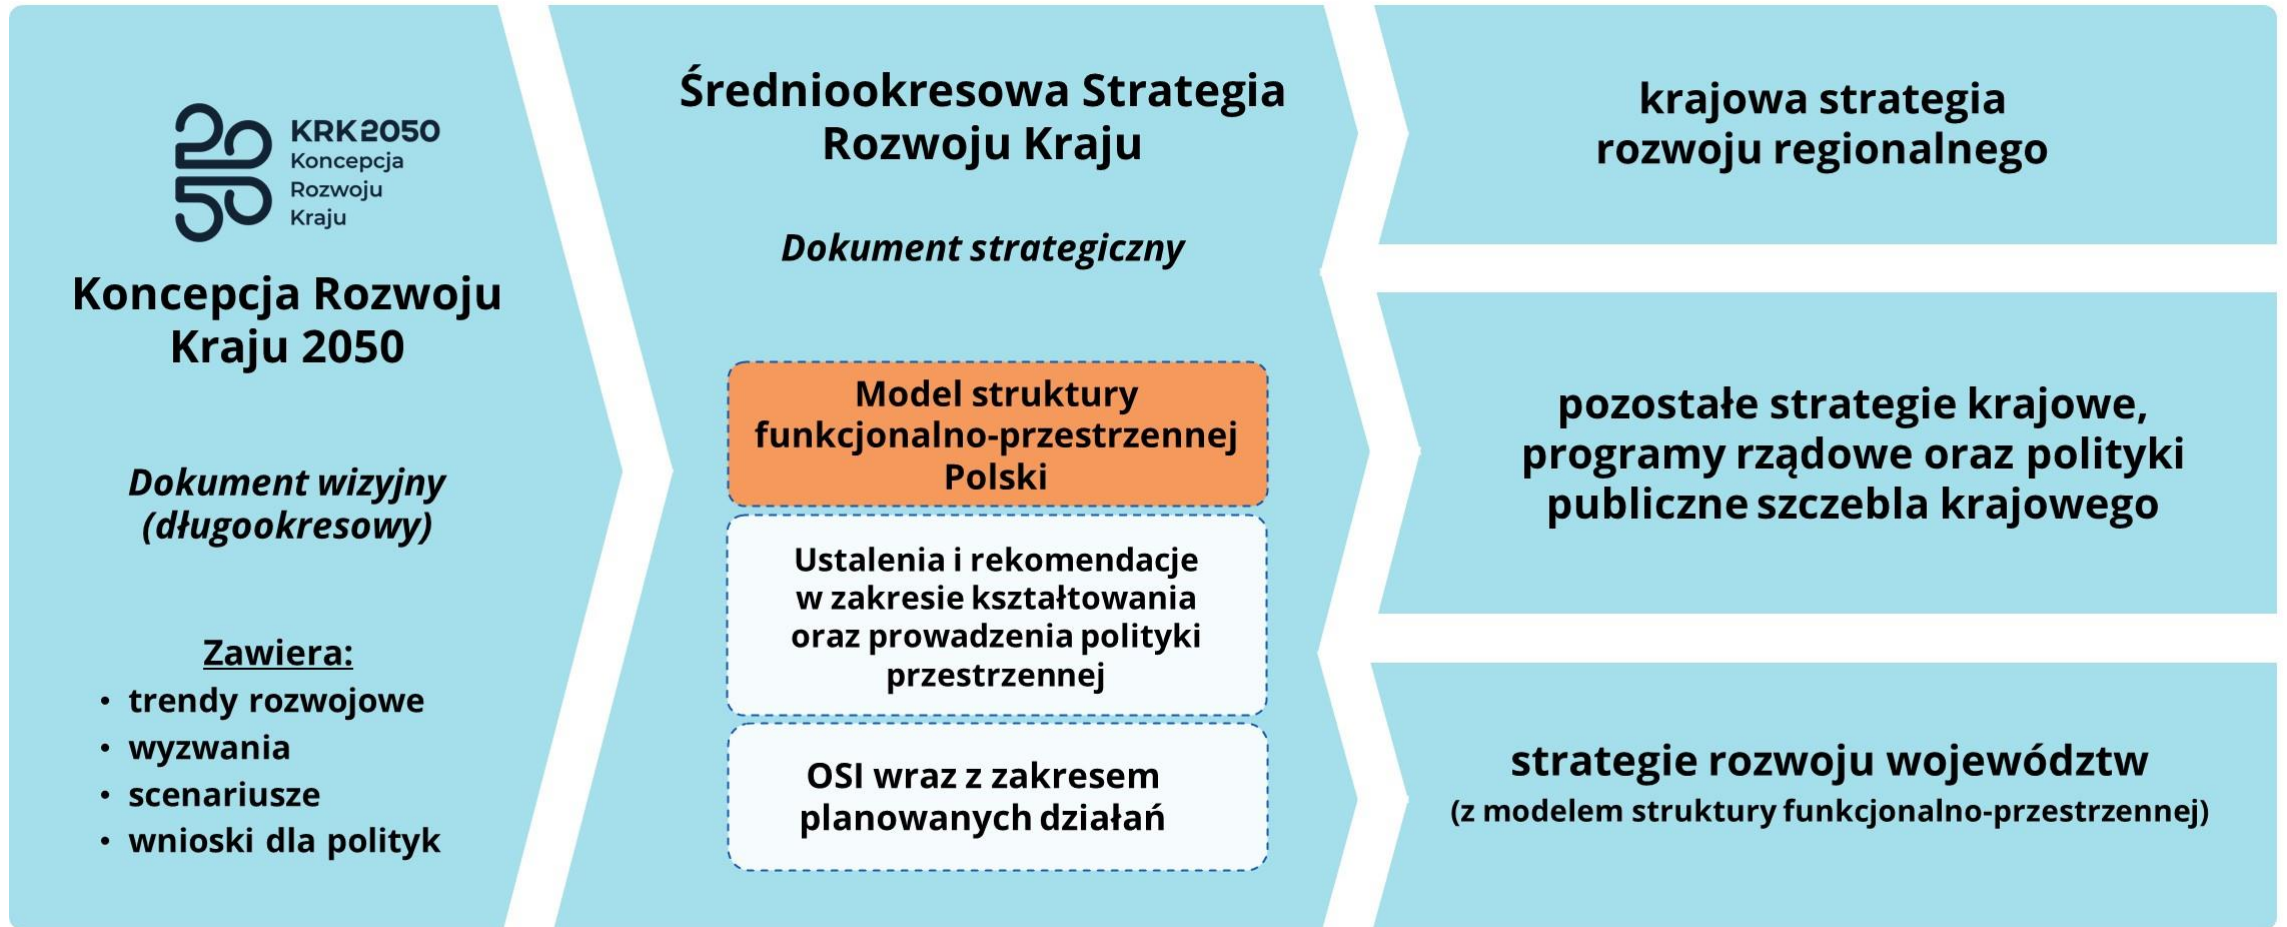 2050
KRK2050
Koncepcja
Rozwoju
Kraju
Koncepcja Rozwoju
Kraju 2050
Dokument wizyjny
(długookresowy)
Zawiera:
• trendy rozwojowe
• wyzwania
• scenariusze
• wnioski dla polityk
Średniookresowa Strategia
Rozwoju Kraju
Dokument strategiczny
Model struktury
funkcjonalno-przestrzennej
Polski
Ustalenia i rekomendacje
w zakresie kształtowania
oraz prowadzenia polityki
przestrzennej
OSI wraz z zakresem
planowanych działań
krajowa strategia
rozwoju regionalnego
pozostałe strategie krajowe,
programy rządowe oraz polityki
publiczne szczebla krajowego
strategie rozwoju województw
(z modelem struktury funkcjonalno-przestrzennej)